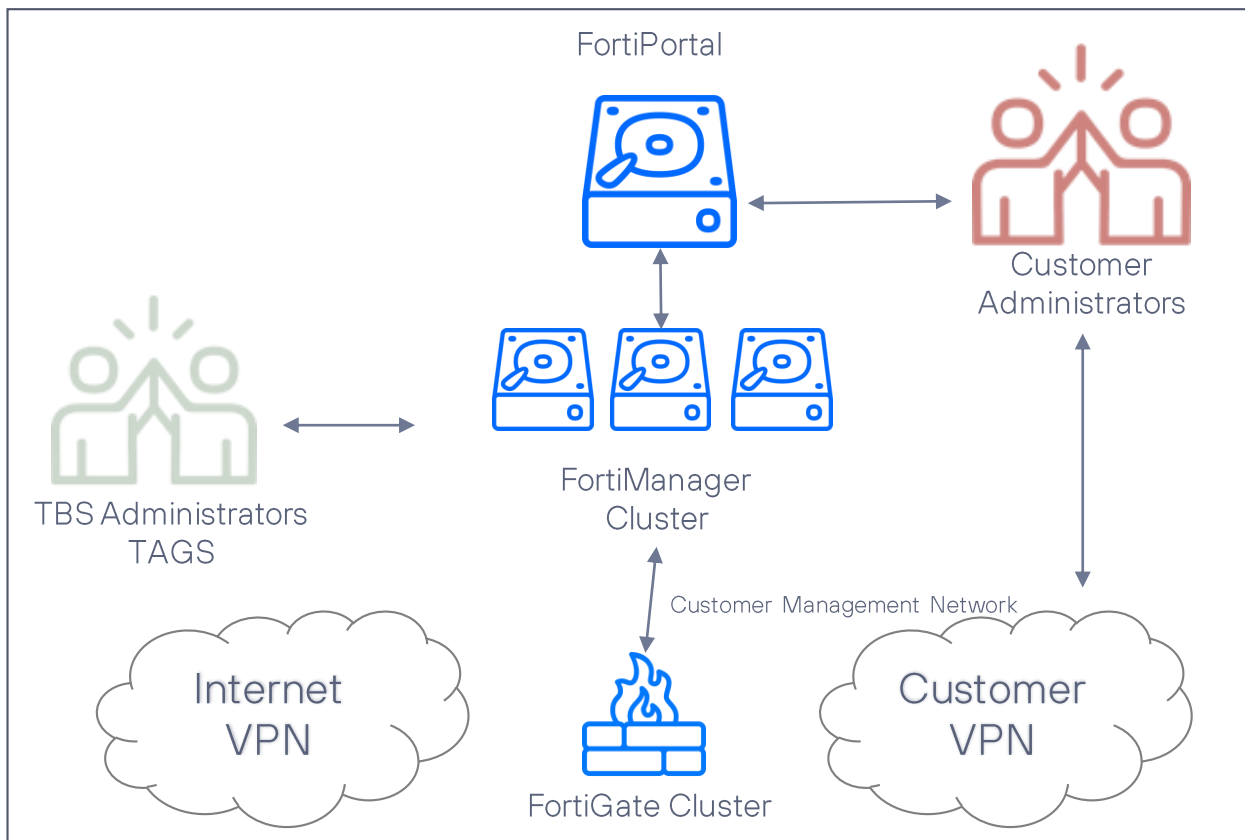 FortiPortal
Customer
Administrators
FortiManager
Cluster
TBS Administrators
TAGS
Customer Management Network
Internet
VPN
Customer
VPN
FortiGate Cluster